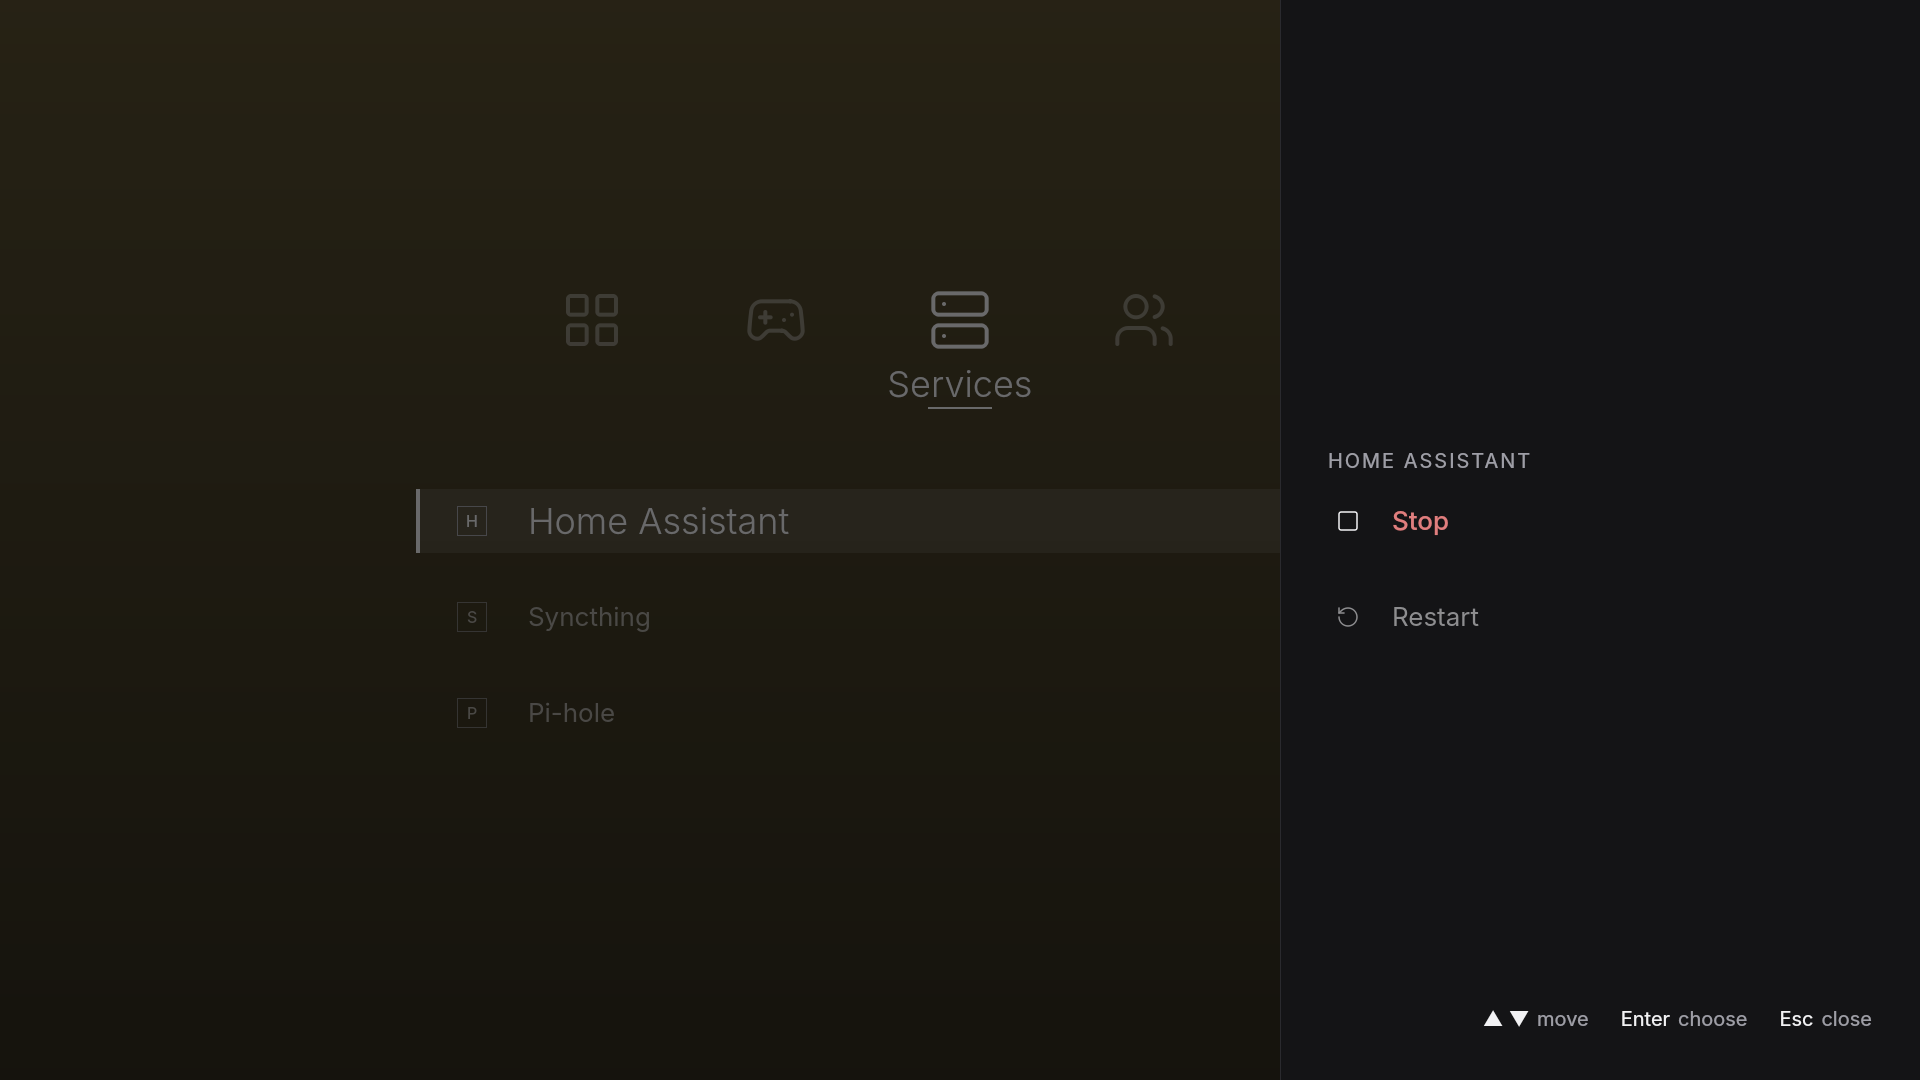 Services
H Home Assistant
S Syncthing
P Pi-hole
HOME ASSISTANT
Stop
Restart
▲ ▼ move Enter choose Esc close